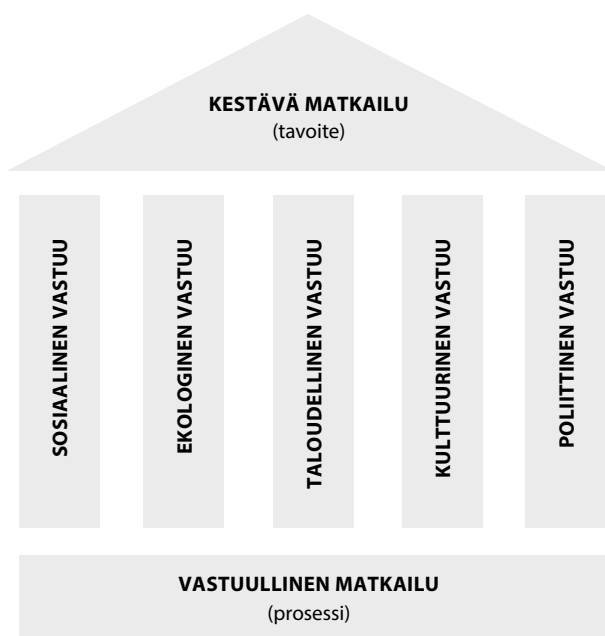 KESTÄVÄ MATKAILU
(tavoite)
SOSIAALINEN VASTUU
EKOLOGINEN VASTUU
TALOUDELLINEN VASTUU
KULTTUURINEN VASTUU
POLIITTINEN VASTUU
VASTUULLINEN MATKAILU
(prosessi)